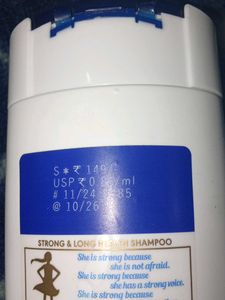 S * ₹ 149/
USP ₹ 0. /ml
# 11/24 85
@ 10/26
STRONG & LONG HEALTH SHAMPOO
She is strong because
she is not afraid.
She is strong because
she has a strong voice.
She is strong because